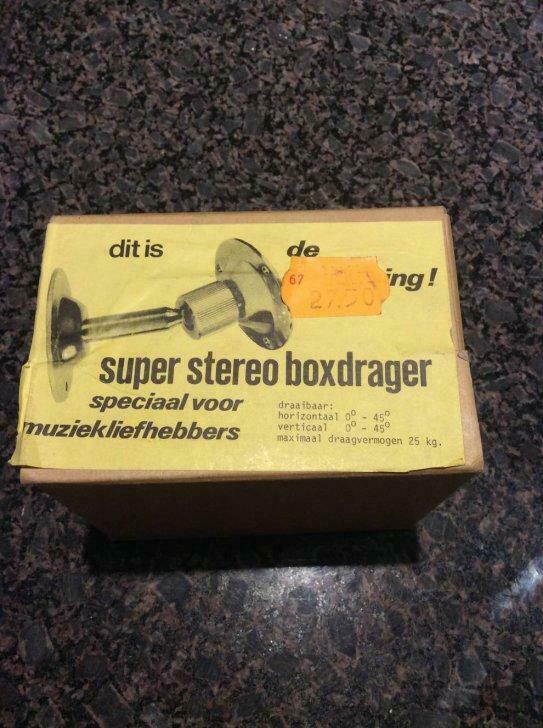 dit is de
ing!
67
27.50
super stereo boxdrager
speciaal voor
muziekliefhebbers
draaibaar:
horizontaal 0° - 45°
verticaal 0° - 45°
maximaal draagvermogen 25 kg.